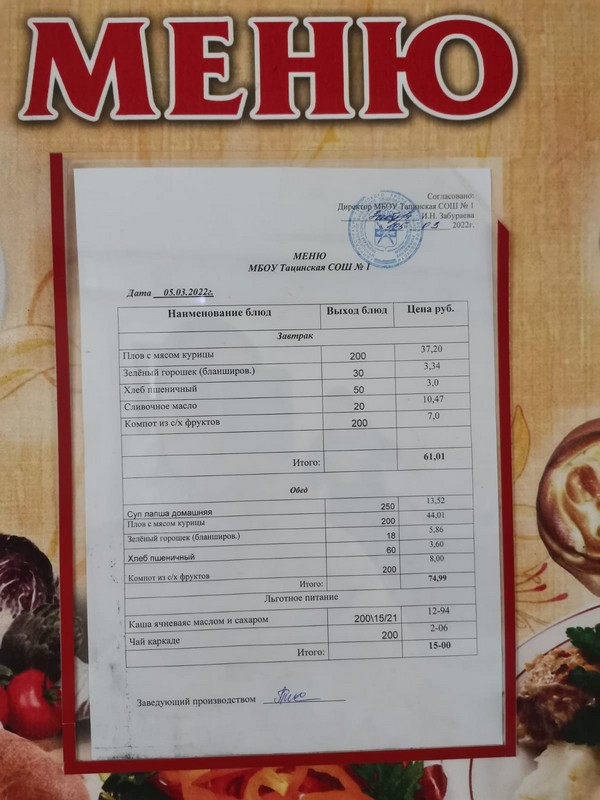 МЕНЮ
Согласовано:
Директор МБОУ Тацинская СОШ № 1
И.Н. Забураева
05 03 2022г.
МЕНЮ
МБОУ Тацинская СОШ № 1
Дата 05.03.2022г.
Наименование блюд Выход блюд Цена руб.
Завтрак
Плов с мясом курицы 200 37,20
Зелёный горошек (бланширов.) 30 3,34
Хлеб пшеничный 50 3,0
Сливочное масло 20 10,47
Компот из с/х фруктов 200 7,0
Итого: 61,01
Обед
Суп лапша домашняя 250 13,52
Плов с мясом курицы 200 44,01
Зелёный горошек (бланширов.) 18 5,86
Хлеб пшеничный 60 3,60
Компот из с/х фруктов 200 8,00
Итого: 74,99
Льготное питание
Каша ячневаяс маслом и сахаром 200\15/21 12-94
Чай каркаде 200 2-06
Итого: 15-00
Заведующий производством